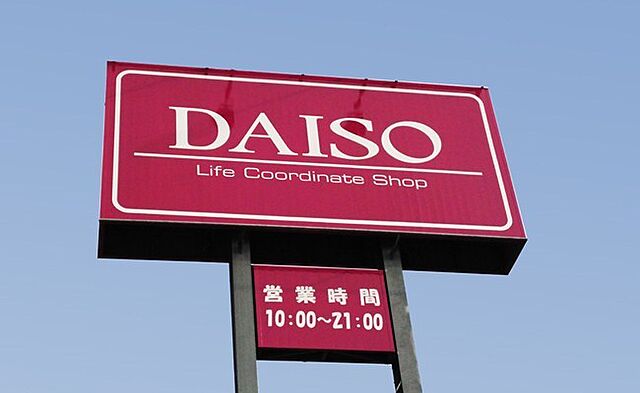 DAISO
Life Coordinate Shop
営業時間
10:00〜21:00